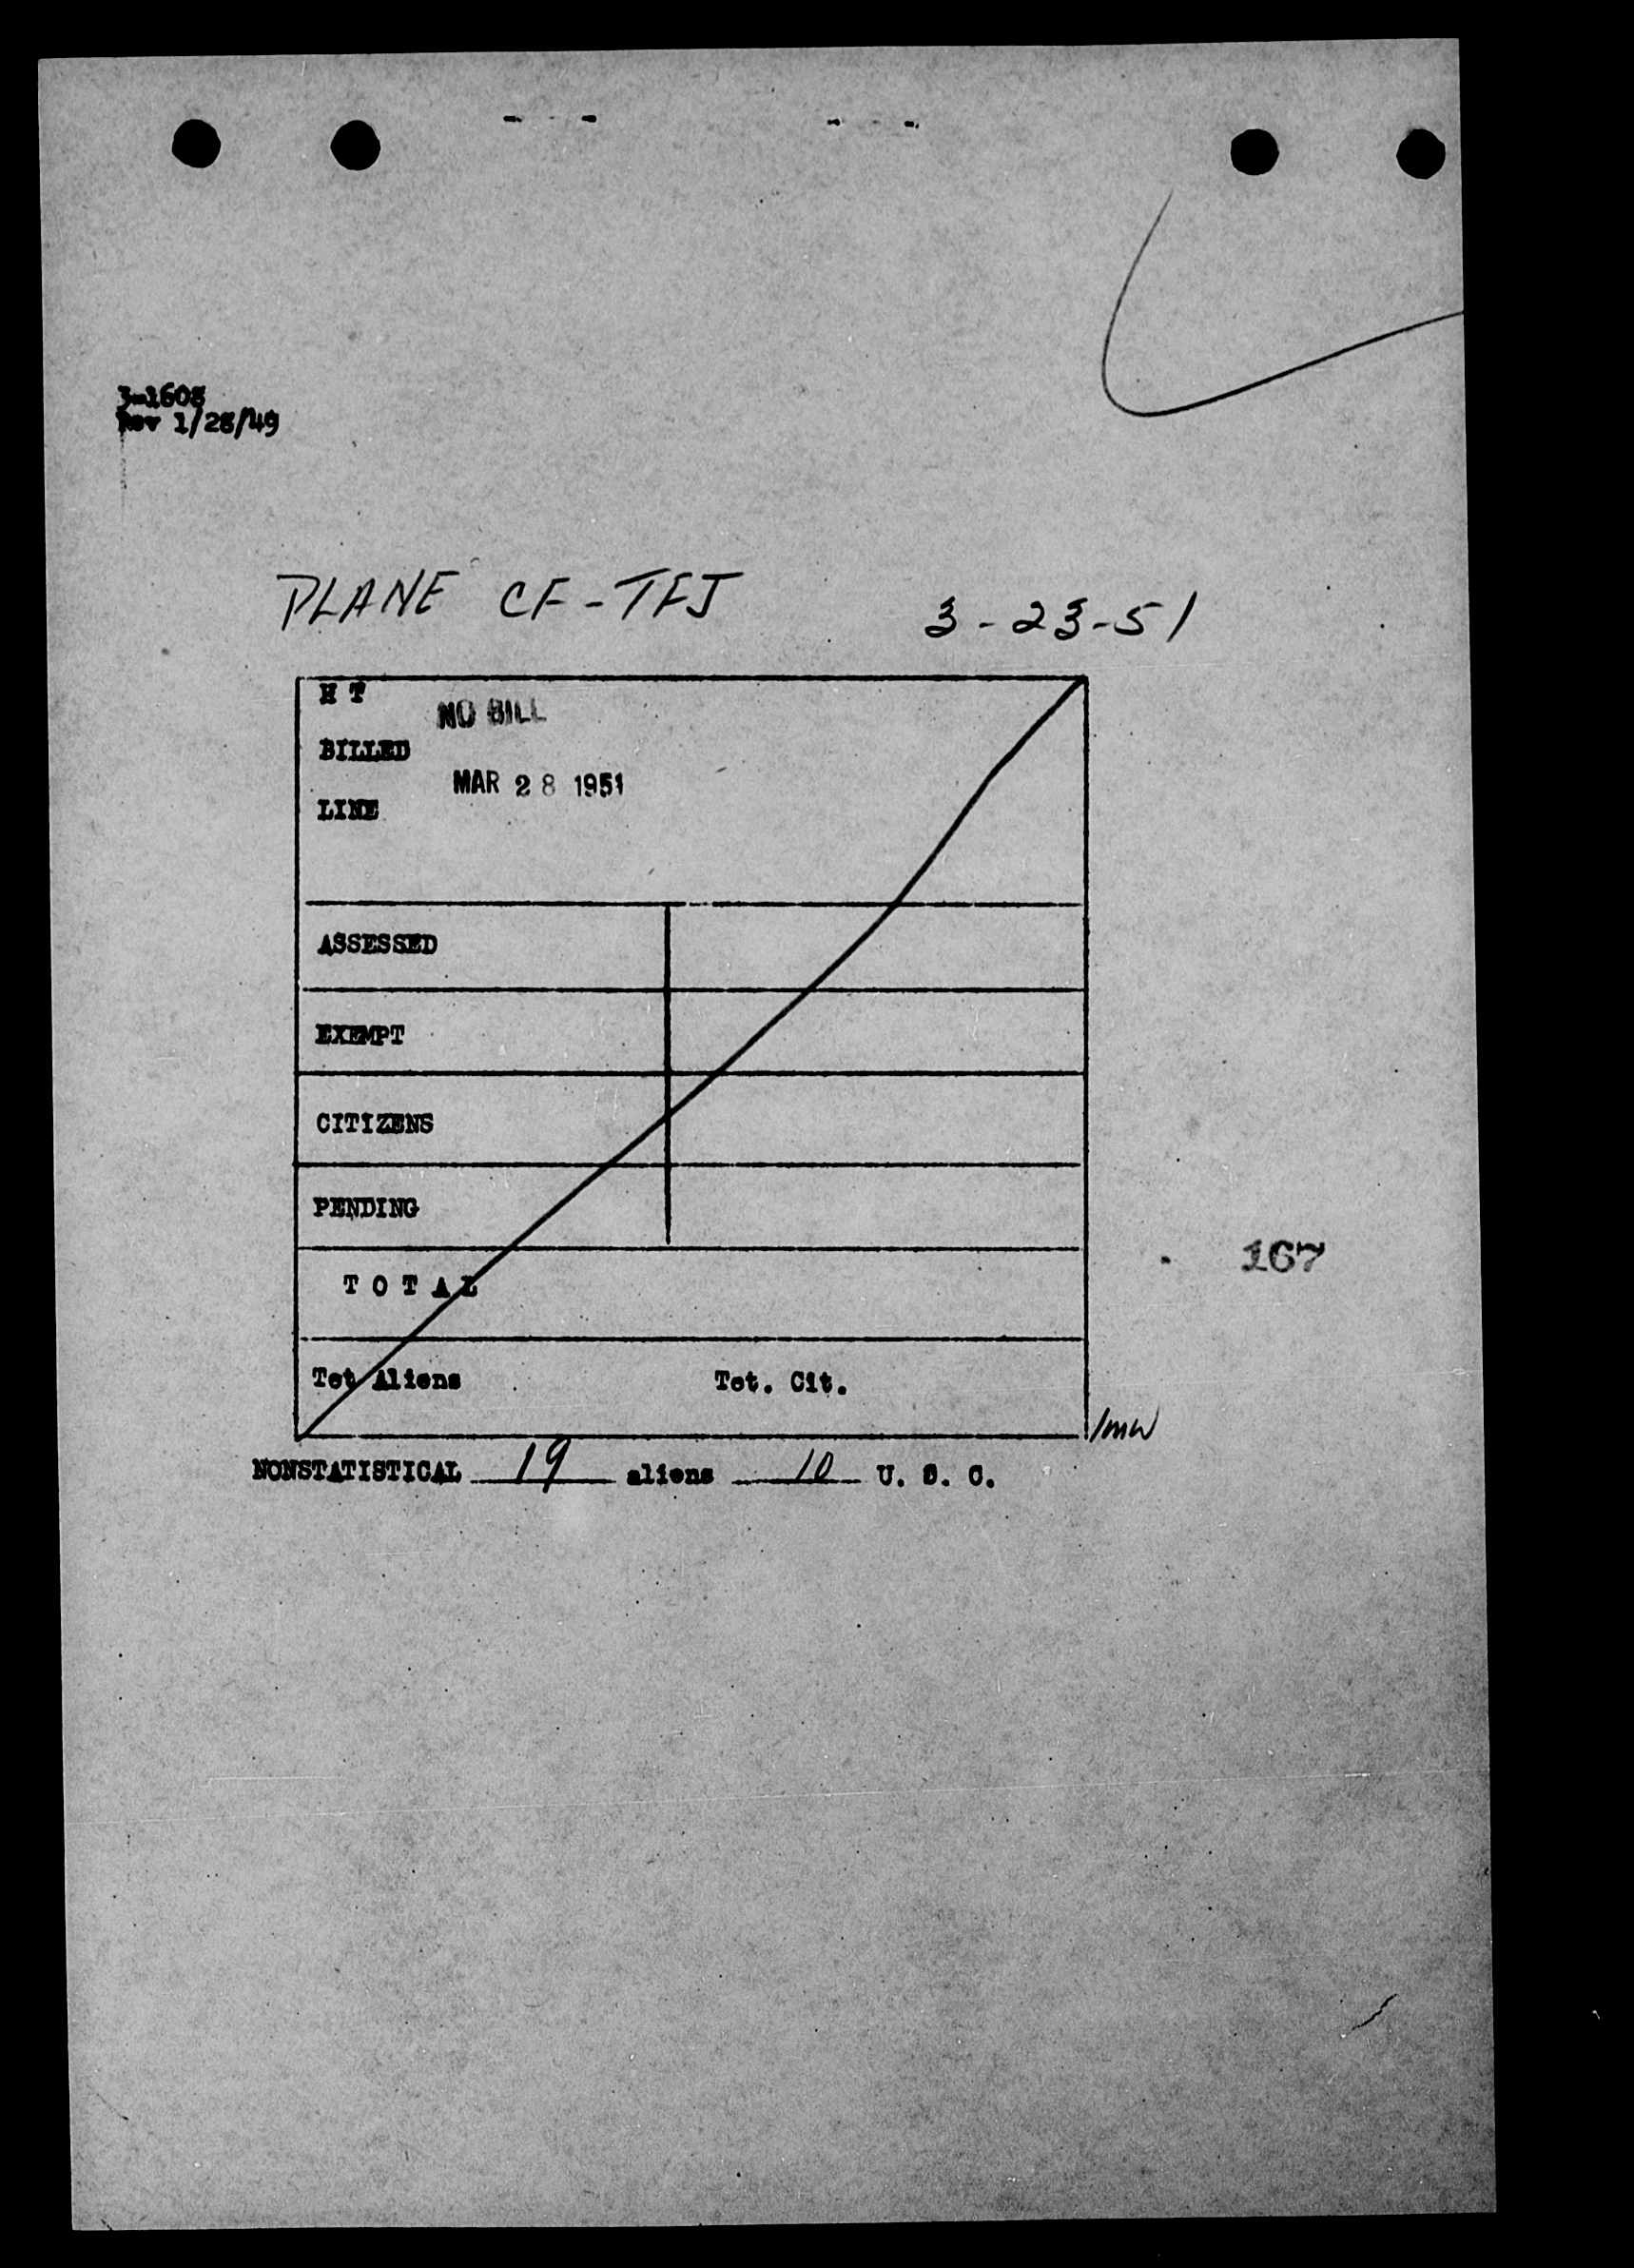 3-1608
Rev 1/28/49
PLANE CF-TFJ 3-23-51
H T
NO BILL
BILLED
MAR 28 1951
LINE
ASSESSED
EXEMPT
CITIZENS
PENDING
167
T O T A L
Tot Aliens Tot. Cit.
/mw
NONSTATISTICAL 19 aliens 10 U. S. C.